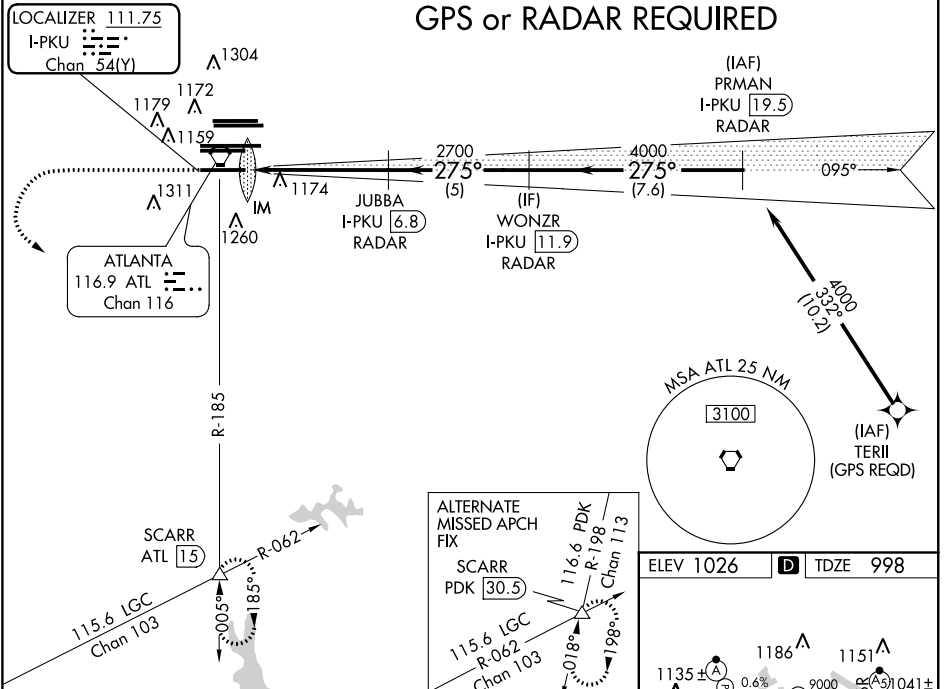 GPS or RADAR REQUIRED
LOCALIZER 111.75
I-PKU
Chan 54(Y)
1304
1172
1179
1159
1311
1260
IM
1174
ATLANTA
116.9 ATL
Chan 116
2700
275°
(5)
4000
275°
(7.6)
095°
JUBBA
I-PKU 6.8
RADAR
(IF)
WONZR
I-PKU 11.9
RADAR
(IAF)
PRMAN
I-PKU 19.5
RADAR
4000
332°
(10.2)
(IAF)
TERII
(GPS REQD)
MSA ATL 25 NM
3100
R-185
SCARR
ATL 15
R-062
005°
185°
115.6 LGC
Chan 103
ALTERNATE
MISSED APCH
FIX
SCARR
PDK 30.5
116.6 PDK
R-198
Chan 113
115.6 LGC
R-062
Chan 103
018°
198°
ELEV 1026
D
TDZE 998
1186
1151
1135±
A
0.6%
9000
A5
1041±